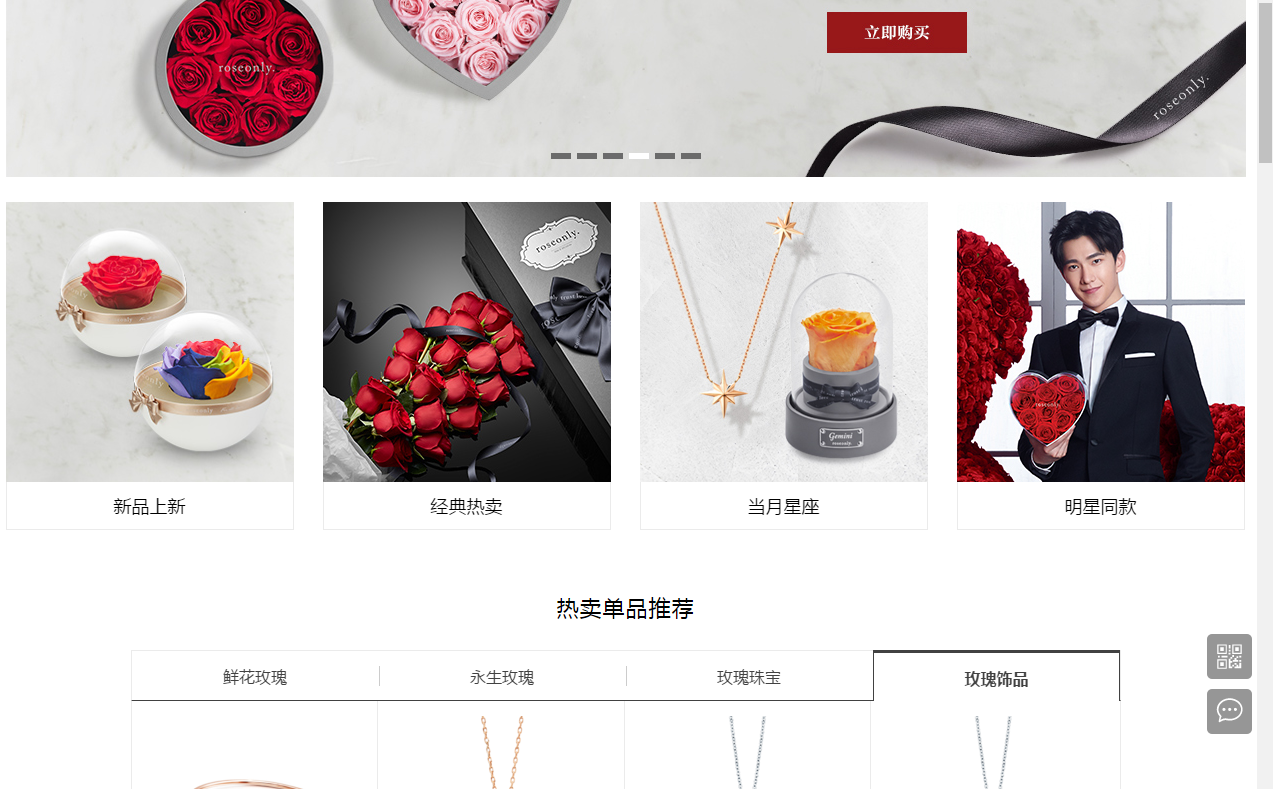 立即购买
roseonly.
roseonly.
roseonly.
roseonly.
Gemini
roseonly
新品上新
经典热卖
当月星座
明星同款
热卖单品推荐
鲜花玫瑰
永生玫瑰
玫瑰珠宝
玫瑰饰品